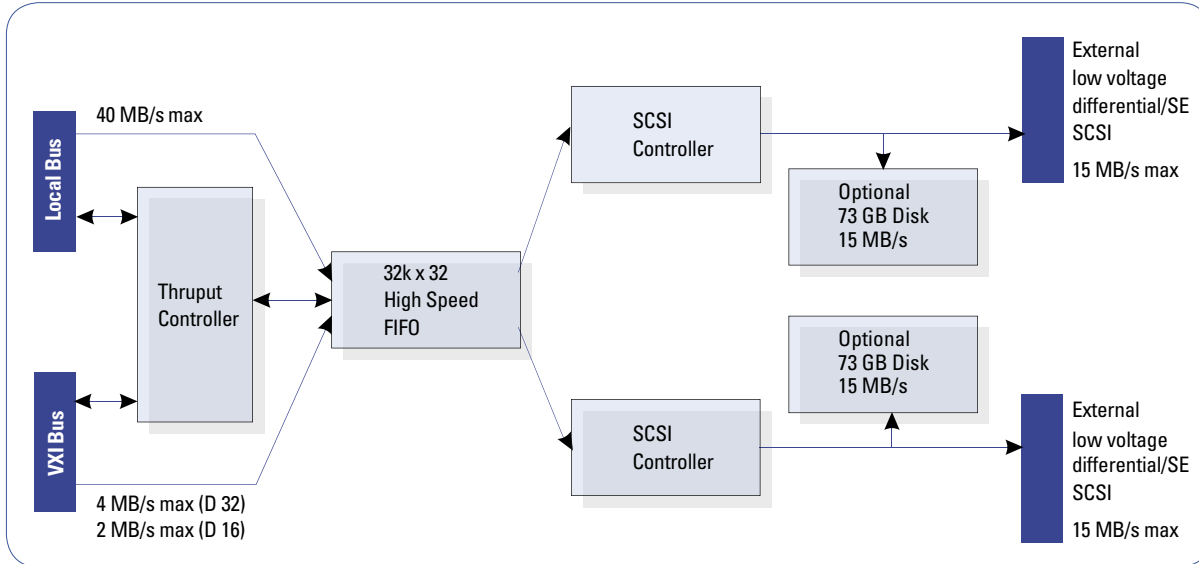 40 MB/s max
Local Bus
Thruput
Controller
VXI Bus
4 MB/s max (D 32)
2 MB/s max (D 16)
32k x 32
High Speed
FIFO
SCSI
Controller
Optional
73 GB Disk
15 MB/s
External
low voltage
differential/SE
SCSI
15 MB/s max
SCSI
Controller
Optional
73 GB Disk
15 MB/s
External
low voltage
differential/SE
SCSI
15 MB/s max